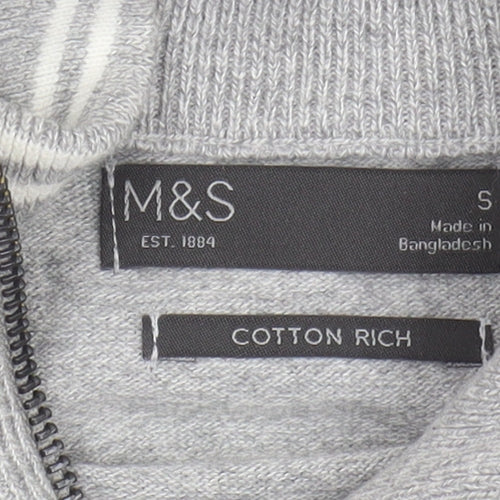 M&S
S
EST. 1884
Made in
Bangladesh
COTTON RICH